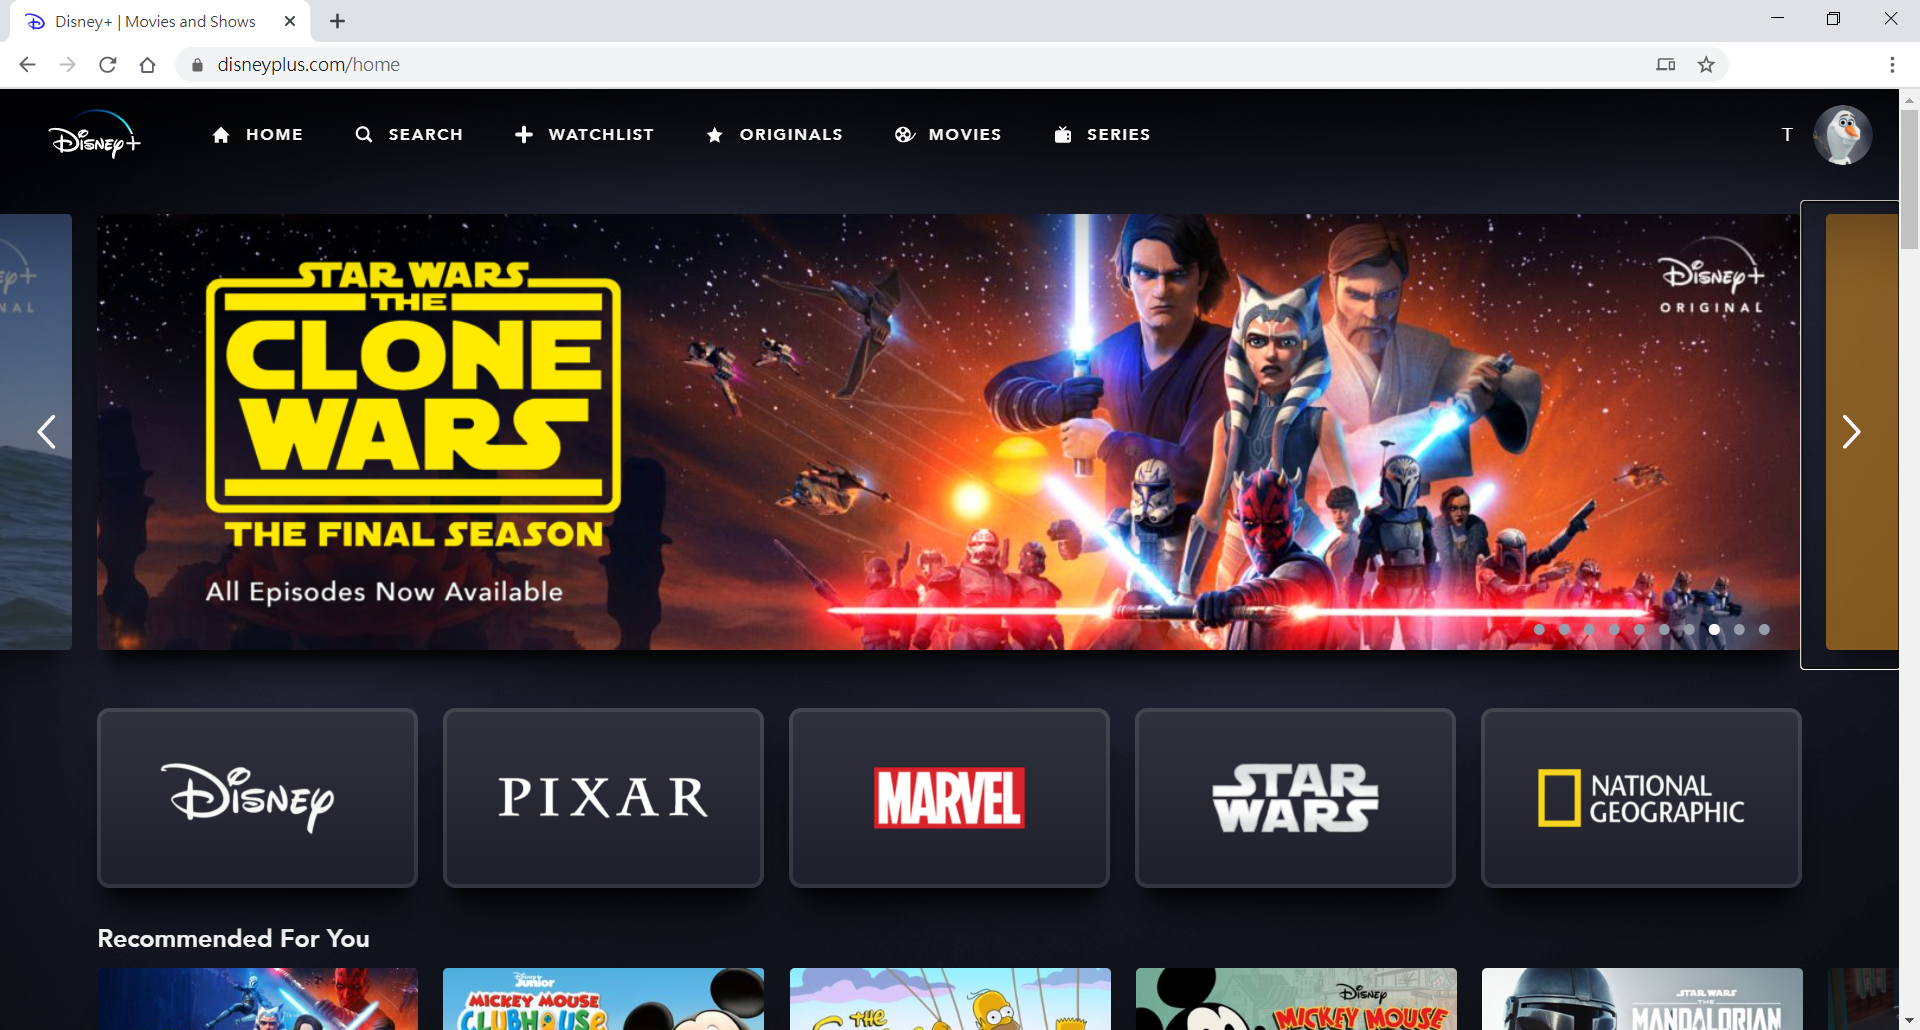 Disney+ | Movies and Shows
disneyplus.com/home
Disney+
HOME
SEARCH
WATCHLIST
ORIGINALS
MOVIES
SERIES
T
STAR WARS
THE
CLONE
WARS
THE FINAL SEASON
All Episodes Now Available
Disney+
ORIGINAL
Disney
PIXAR
MARVEL
STAR
WARS
NATIONAL
GEOGRAPHIC
Recommended For You
Disney Junior
MICKEY MOUSE
CLUBHOUSE
The
Disney
MICKEY MOUSE
STAR WARS
THE
MANDALORIAN